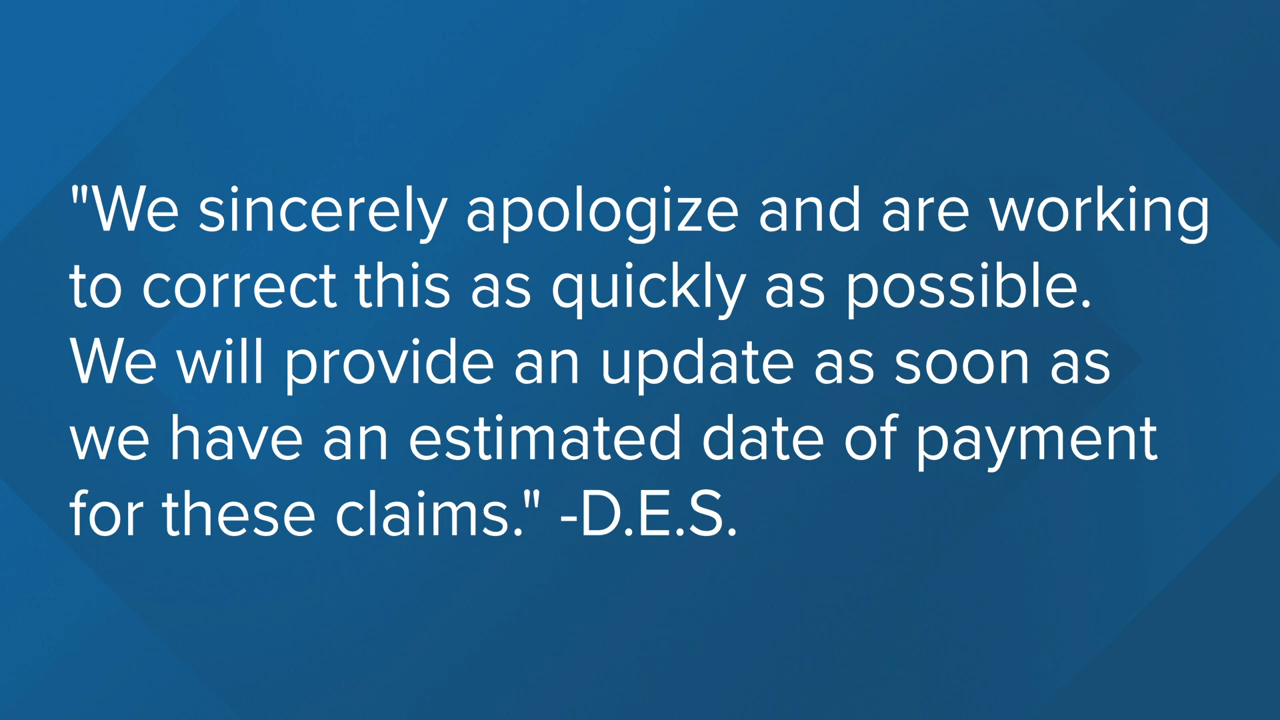 "We sincerely apologize and are working
to correct this as quickly as possible.
We will provide an update as soon as
we have an estimated date of payment
for these claims." -D.E.S.